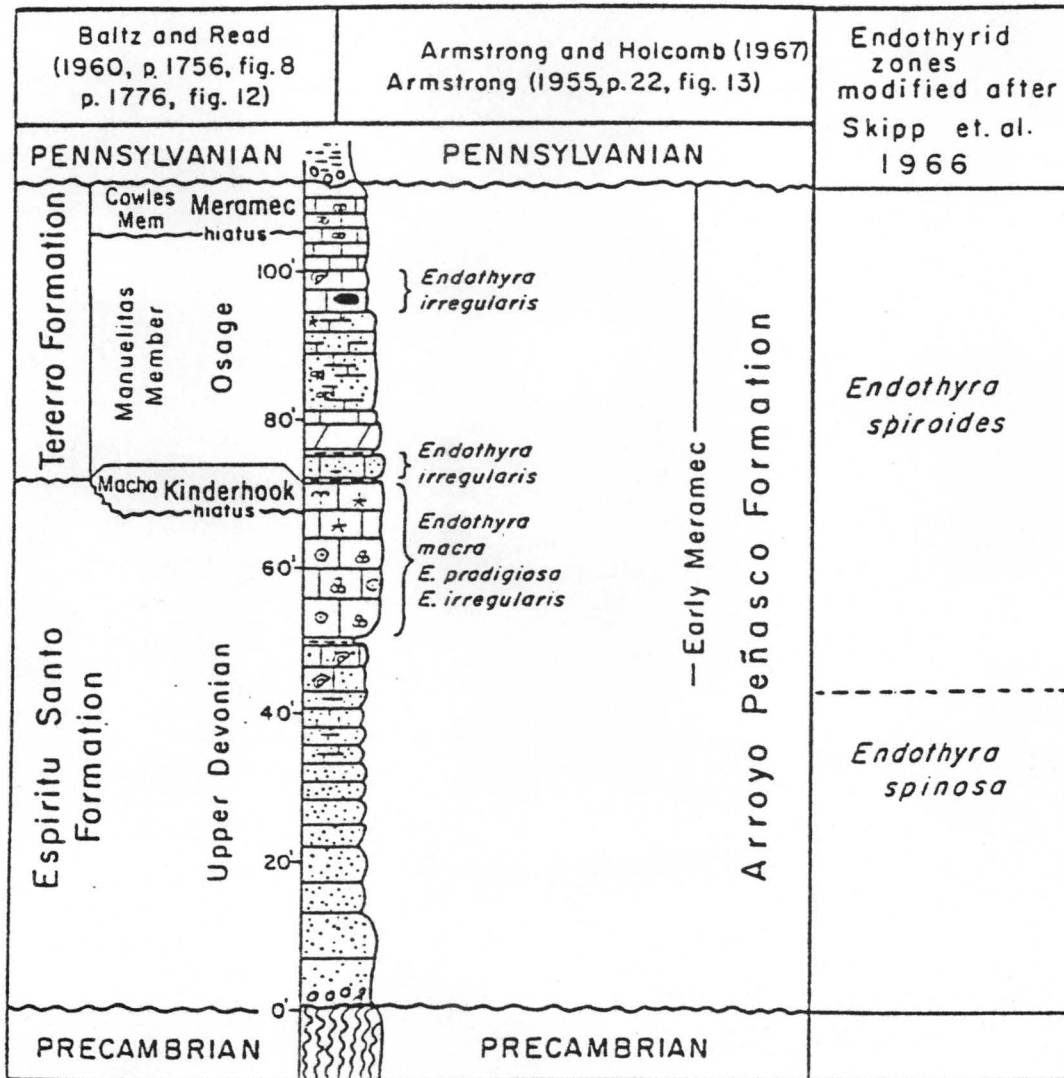 Baltz and Read
(1960, p. 1756, fig. 8
p. 1776, fig. 12)
Armstrong and Holcomb (1967)
Armstrong (1955, p. 22, fig. 13)
Endothyrid
zones
modified after
Skipp et. al.
1966
PENNSYLVANIAN
PENNSYLVANIAN
Tererro Formation
Cowles
Mem
Meramec
hiatus
Manuelitas
Member
Osage
Macho
Kinderhook
hiatus
Espiritu Santo
Formation
Upper Devonian
100'
80'
60'
40'
20'
0'
Endothyra
irregularis
Endothyra
irregularis
Endothyra
macra
E. prodigiosa
E. irregularis
Early Meramec
Arroyo Peñasco Formation
Endothyra
spiroides
Endothyra
spinosa
PRECAMBRIAN
PRECAMBRIAN